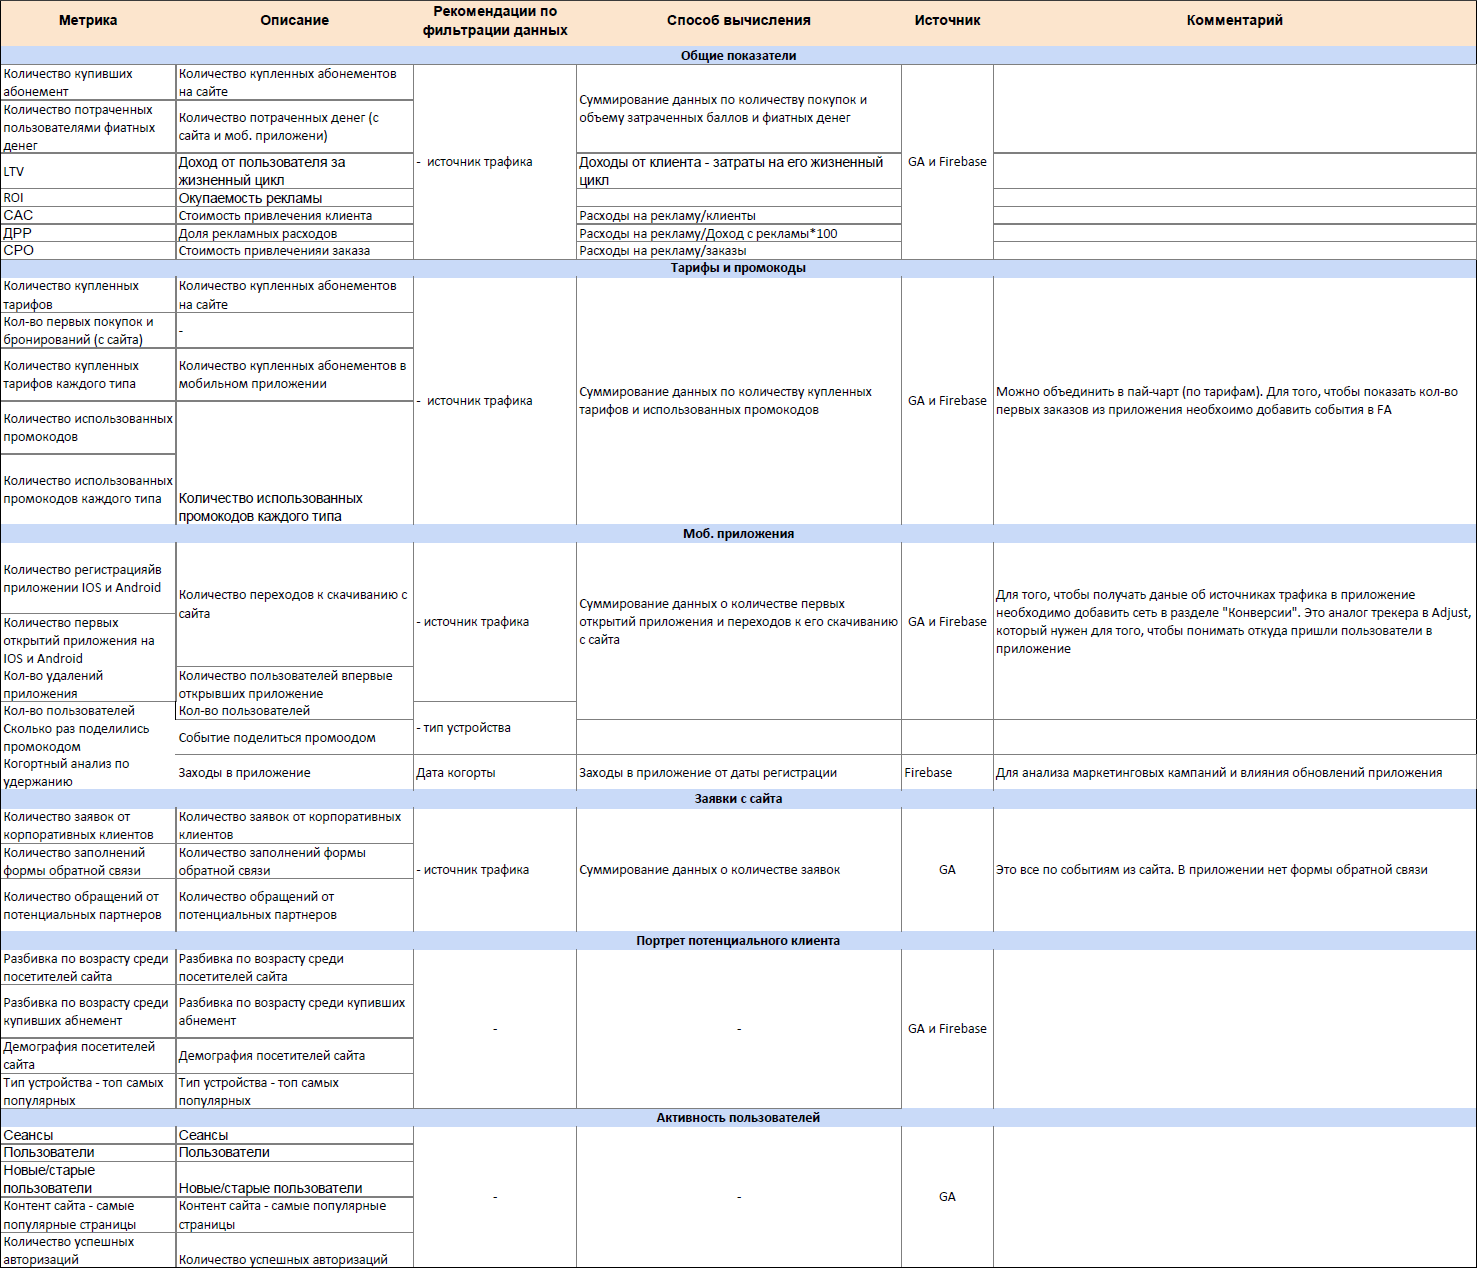 Метрика
Описание
Рекомендации по
фильтрации данных
Способ вычисления
Источник
Комментарий
Общие показатели
Количество купивших
абонемент
Количество купленных абонементов
на сайте
Количество потраченных
пользователями фиатных
денег
Количество потраченных денег (с
сайта и моб. приложени)
- источник трафика
Суммирование данных по количеству покупок и
объему затраченных баллов и фиатных денег
GA и Firebase
LTV
Доход от пользователя за
жизненный цикл
Доходы от клиента - затраты на его жизненный
цикл
ROI
Окупаемость рекламы
CAC
Стоимость привлечения клиента
Расходы на рекламу/клиенты
ДРР
Доля рекламных расходов
Расходы на рекламу/Доход с рекламы*100
CPO
Стоимость привлечениязи заказа
Расходы на рекламу/заказы
Тарифы и промокоды
Количество купленных
тарифов
Количество купленных абонементов
на сайте
Кол-во первых покупок и
бронирований (с сайта)
-
Количество купленных
тарифов каждого типа
Количество купленных абонементов в
мобильном приложении
- источник трафика
Суммирование данных по количеству купленных
тарифов и использованных промокодов
GA и Firebase
Можно объединить в пай-чарт (по тарифам). Для того, чтобы показать кол-во
первых заказов из приложения необхоимо добавить события в FA
Количество использованных
промокодов
Количество использованных
промокодов каждого типа
Количество использованных
промокодов каждого типа
Моб. приложения
Количество регистрацияйв
приложении IOS и Android
Количество переходов к скачиванию с
сайта
- источник трафика
Суммирование данных о количестве первых
открытий приложения и переходов к его скачиванию
с сайта
GA и Firebase
Для того, чтобы получать даные об источниках трафика в приложение
необходимо добавить сеть в разделе "Конверсии". Это аналог трекера в Adjust,
который нужен для того, чтобы понимать откуда пришли пользователи в
приложение
Количество первых
открытий приложения на
IOS и Android
Кол-во удалений
приложения
Количество пользователей впервые
открывших приложение
Кол-во пользователей
Кол-во пользователей
Сколько раз поделились
промокодом
Событие поделиться промоодом
- тип устройства
Когортный анализ по
удержанию
Заходы в приложение
Дата когорты
Заходы в приложение от даты регистрации
Firebase
Для анализа маркетинговых кампаний и влияния обновлений приложения
Заявки с сайта
Количество заявок от
корпоративных клиентов
Количество заявок от корпоративных
клиентов
Количество заполнений
формы обратной связи
Количество заполнений формы
обратной связи
- источник трафика
Суммирование данных о количестве заявок
GA
Это все по событиям из сайта. В приложении нет формы обратной связи
Количество обращений от
потенциальных партнеров
Количество обращений от
потенциальных партнеров
Портрет потенциального клиента
Разбивка по возрасту среди
посетителей сайта
Разбивка по возрасту среди
посетителей сайта
Разбивка по возрасту среди
купивших абнемент
Разбивка по возрасту среди купивших
абнемент
-
-
GA и Firebase
Демография посетителей
сайта
Демография посетителей сайта
Тип устройства - топ самых
популярных
Тип устройства - топ самых
популярных
Активность пользователей
Сеансы
Сеансы
Пользователи
Пользователи
Новые/старые
пользователи
Новые/старые пользователи
-
-
GA
Контент сайта - самые
популярные страницы
Контент сайта - самые популярные
страницы
Количество успешных
авторизаций
Количество успешных авторизаций